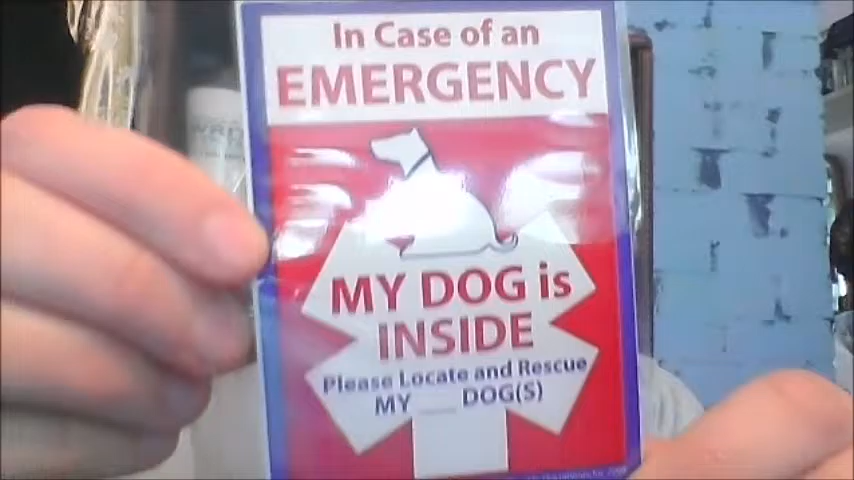 In Case of an
EMERGENCY
MY DOG is
INSIDE
Please Locate and Rescue
MY ___ DOG(S)